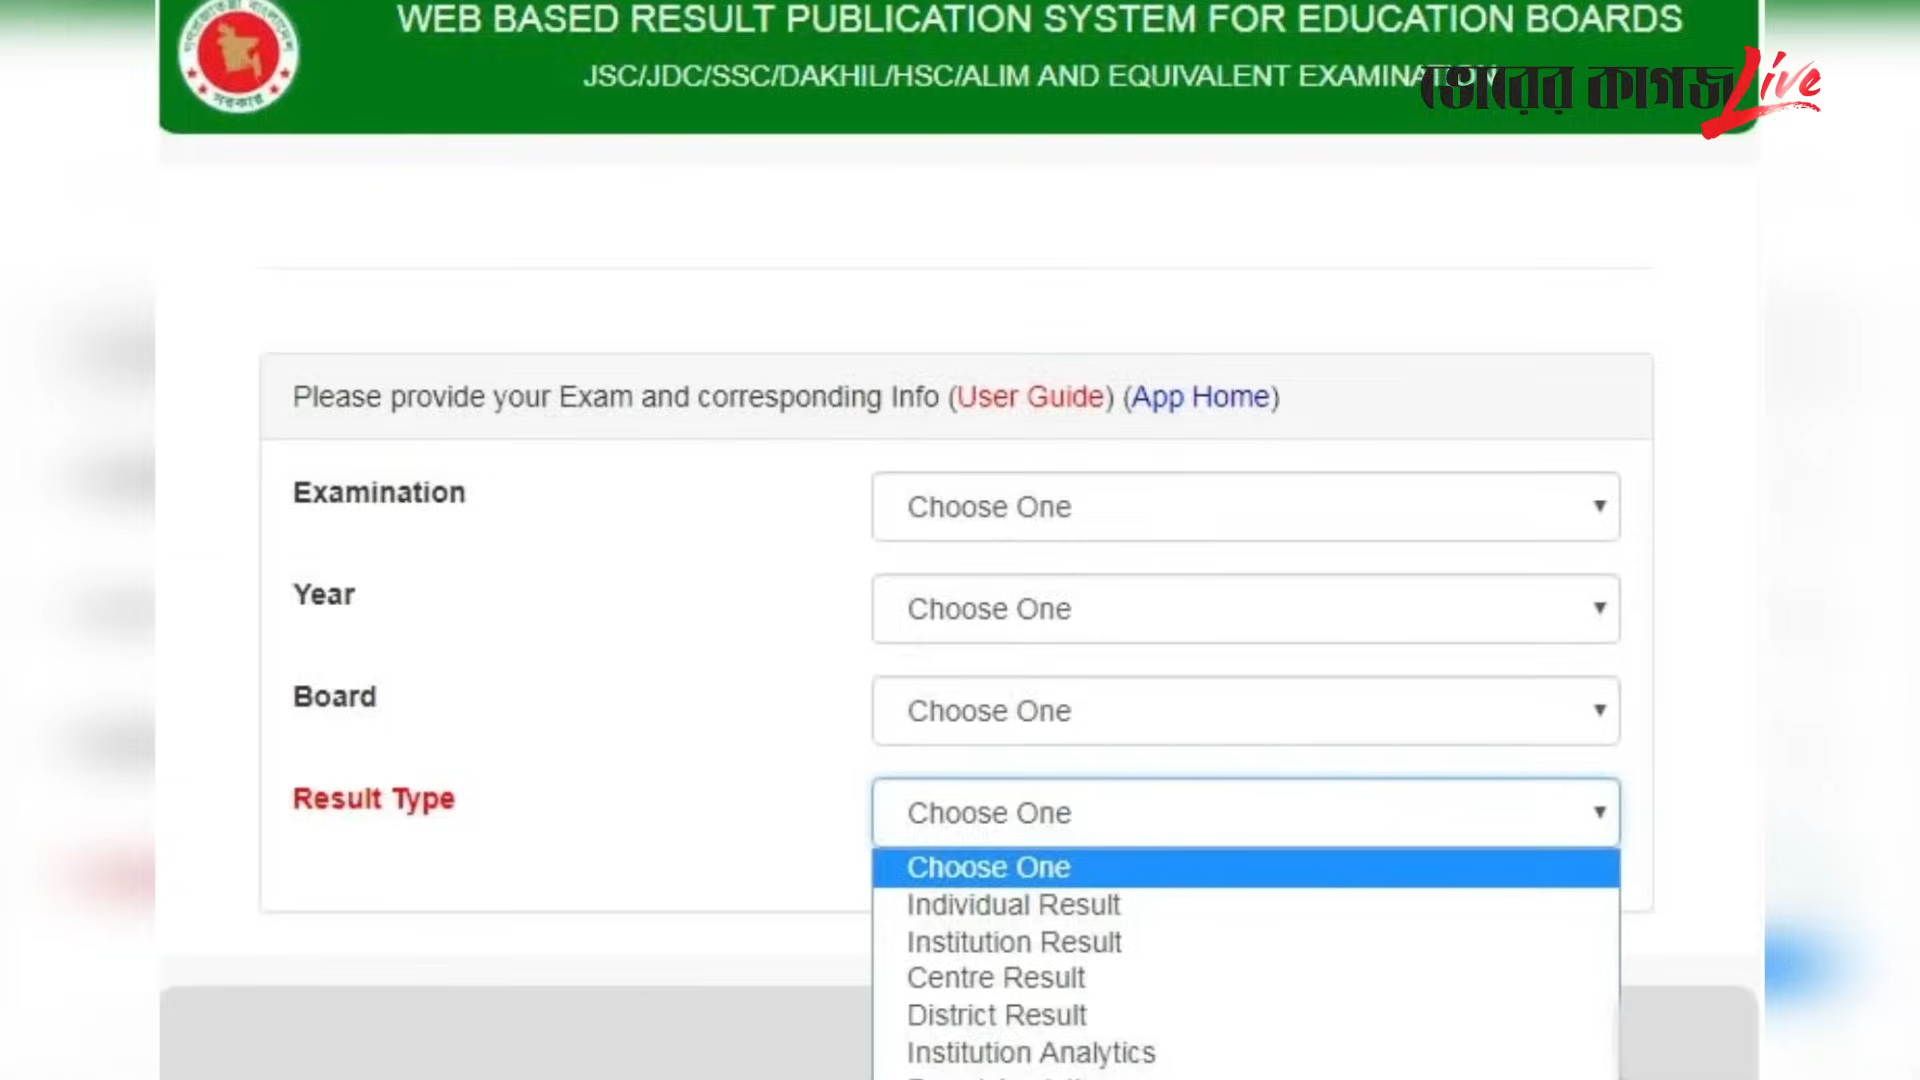 WEB BASED RESULT PUBLICATION SYSTEM FOR EDUCATION BOARDS
JSC/JDC/SSC/DAKHIL/HSC/ALIM AND EQUIVALENT EXAMINATION
ভোরের কাগজ Live
Please provide your Exam and corresponding Info (User Guide) (App Home)
Examination
Choose One
Year
Choose One
Board
Choose One
Result Type
Choose One
Choose One
Individual Result
Institution Result
Centre Result
District Result
Institution Analytics